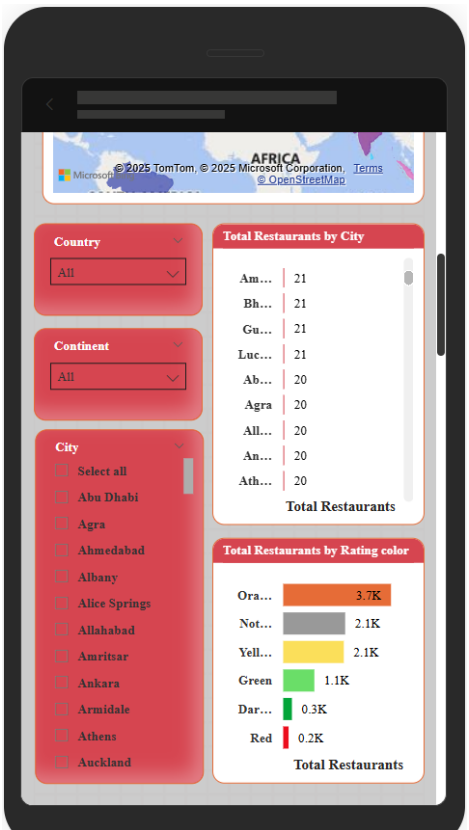 AFRICA
Microsoft
© 2025 TomTom, © 2025 Microsoft Corporation, Terms
© OpenStreetMap
Country
All
Continent
All
City
Select all
Abu Dhabi
Agra
Ahmedabad
Albany
Alice Springs
Allahabad
Amritsar
Ankara
Armidale
Athens
Auckland
Total Restaurants by City
Am... 21
Bh... 21
Gu... 21
Luc... 21
Ab... 20
Agra 20
All... 20
An... 20
Ath... 20
Total Restaurants
Total Restaurants by Rating color
Ora... 3.7K
Not... 2.1K
Yell... 2.1K
Green 1.1K
Dar... 0.3K
Red 0.2K
Total Restaurants